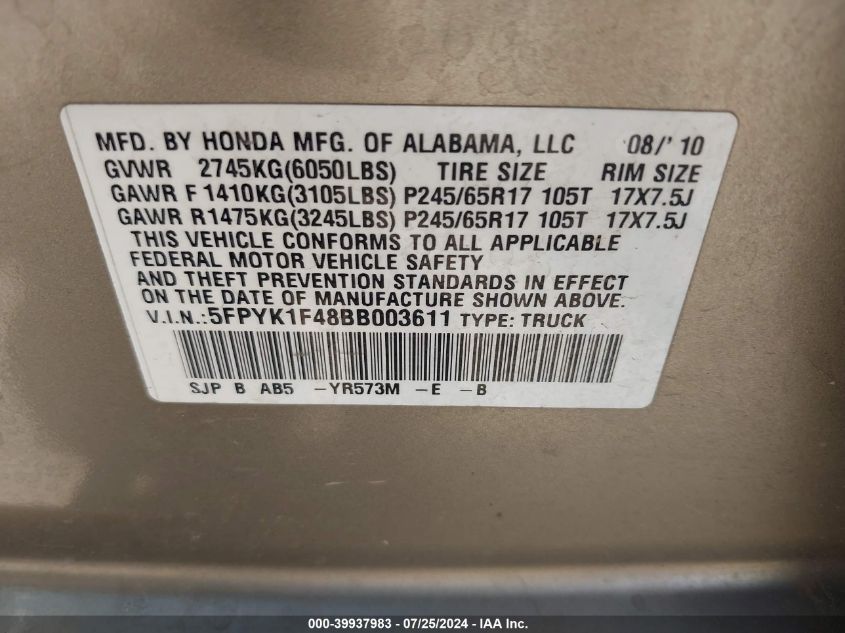 MFD. BY HONDA MFG. OF ALABAMA, LLC 08/'10
GVWR 2745KG(6050LBS) TIRE SIZE RIM SIZE
GAWR F 1410KG(3105LBS) P245/65R17 105T 17X7.5J
GAWR R1475KG(3245LBS) P245/65R17 105T 17X7.5J
THIS VEHICLE CONFORMS TO ALL APPLICABLE
FEDERAL MOTOR VEHICLE SAFETY
AND THEFT PREVENTION STANDARDS IN EFFECT
ON THE DATE OF MANUFACTURE SHOWN ABOVE.
V.I.N.:5FPYK1F48BB003611 TYPE: TRUCK
SJP B AB5 -YR573M -E -B
000-39937983 - 07/25/2024 - IAA Inc.